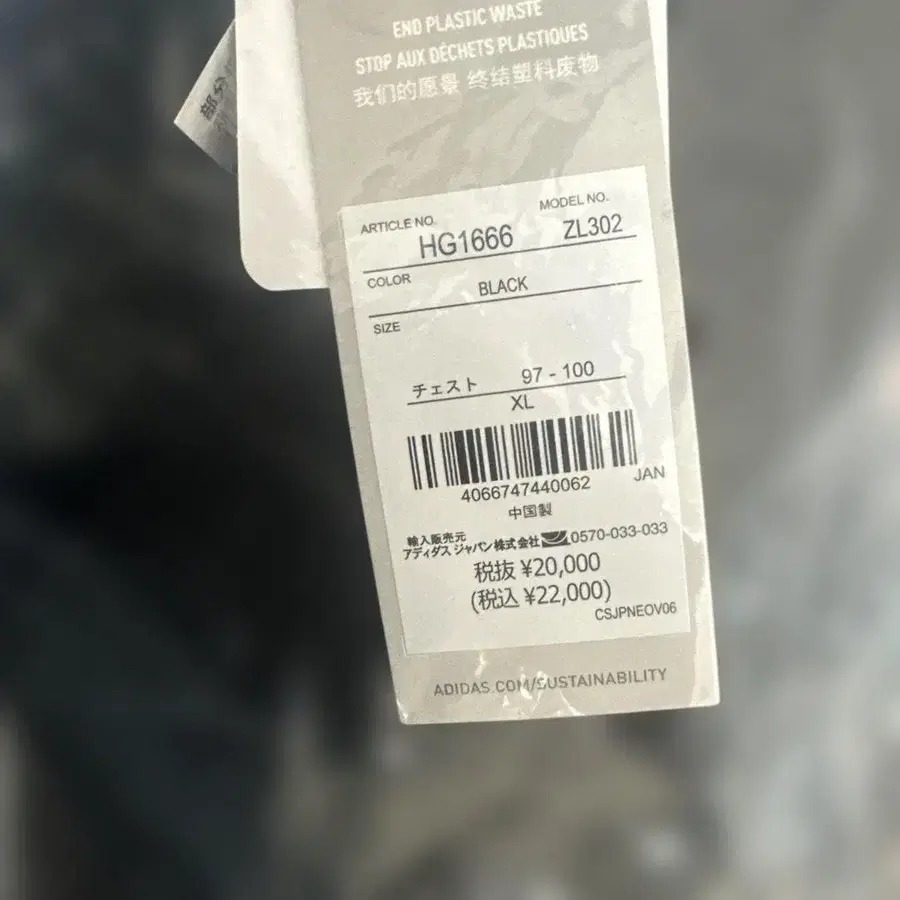 END PLASTIC WASTE
STOP AUX DÉCHETS PLASTIQUES
我们的愿景 终结塑料废物
部分
ARTICLE NO. MODEL NO.
HG1666 ZL302
COLOR
BLACK
SIZE
チェスト 97 - 100
XL
4066747440062 JAN
中国製
輸入販売元
アディダス ジャパン株式会社 0570-033-033
税抜 ¥20,000
(税込 ¥22,000)
CSJPNEOV06
ADIDAS.COM/SUSTAINABILITY